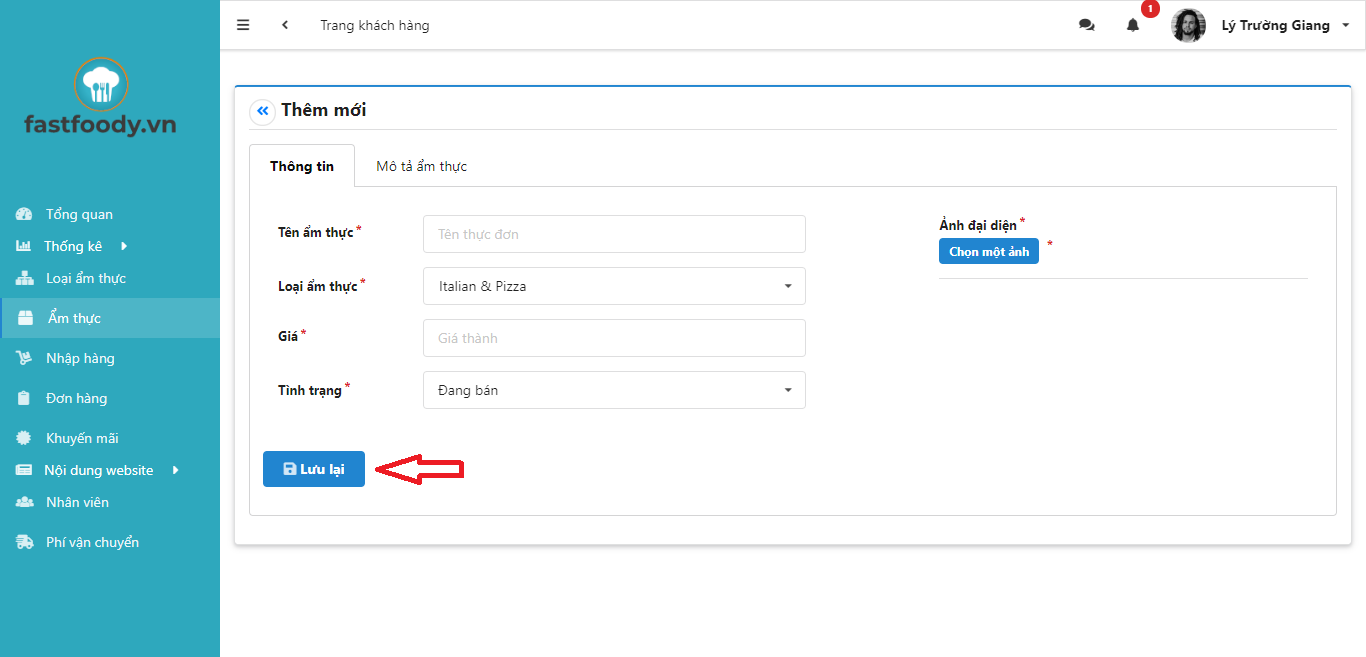 Trang khách hàng
1
Lý Trường Giang
fastfoody.vn
Tổng quan
Thống kê
Loại ẩm thực
Ẩm thực
Nhập hàng
Đơn hàng
Khuyến mãi
Nội dung website
Nhân viên
Phí vận chuyển
Thêm mới
Thông tin
Mô tả ẩm thực
Tên ẩm thực*
Tên thực đơn
Loại ẩm thực*
Italian & Pizza
Giá*
Giá thành
Tình trạng*
Đang bán
Ảnh đại diện*
Chọn một ảnh *
Lưu lại